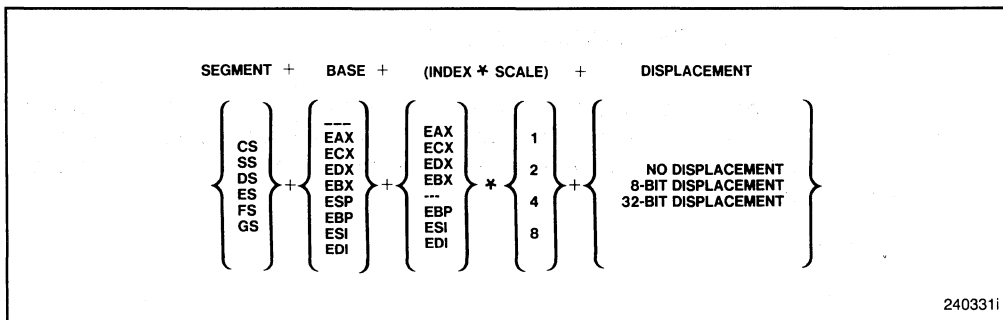 SEGMENT + BASE + (INDEX * SCALE) + DISPLACEMENT
CS
SS
DS
ES
FS
GS
+
---
EAX
ECX
EDX
EBX
ESP
EBP
ESI
EDI
+
EAX
ECX
EDX
EBX
---
EBP
ESI
EDI
*
1
2
4
8
+
NO DISPLACEMENT
8-BIT DISPLACEMENT
32-BIT DISPLACEMENT
240331i